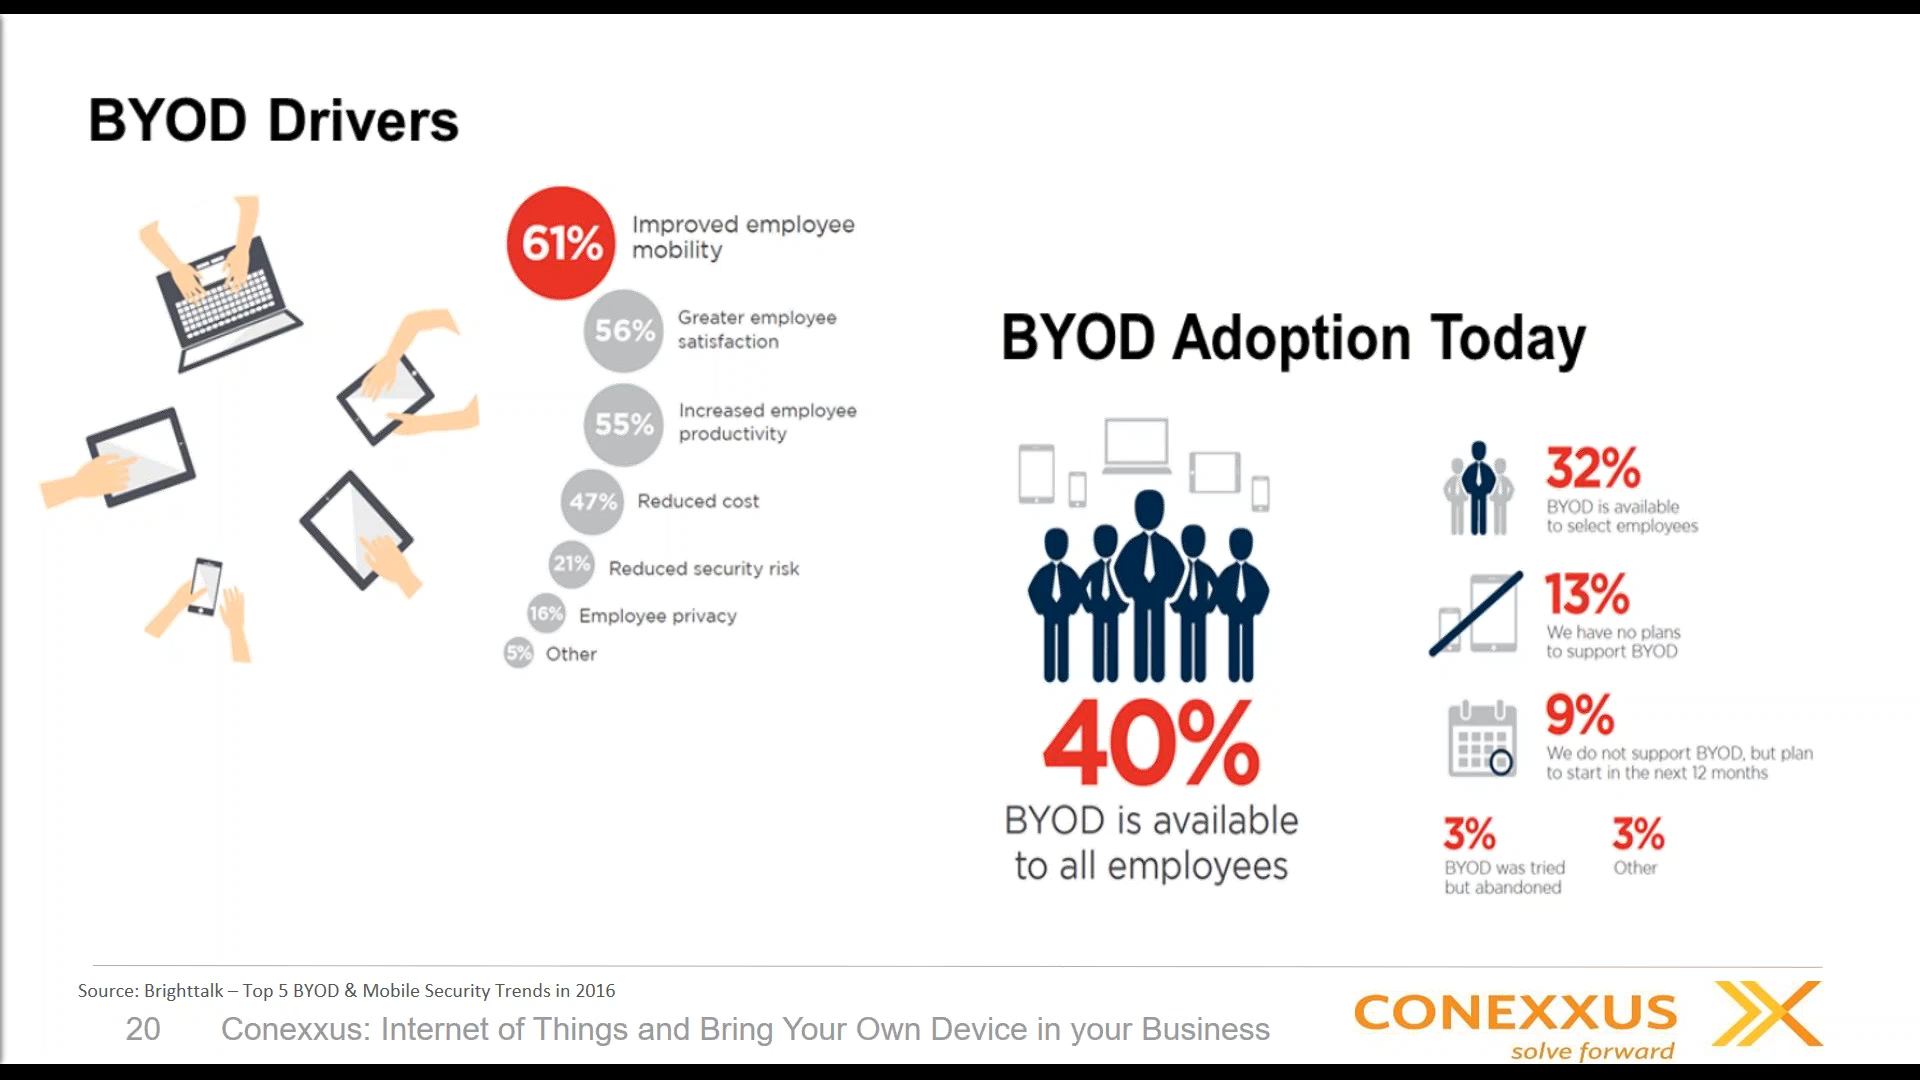 BYOD Drivers
61%
Improved employee
mobility
56%
Greater employee
satisfaction
55%
Increased employee
productivity
47%
Reduced cost
21%
Reduced security risk
16%
Employee privacy
5%
Other
BYOD Adoption Today
40%
BYOD is available
to all employees
32%
BYOD is available
to select employees
13%
We have no plans
to support BYOD
9%
We do not support BYOD, but plan
to start in the next 12 months
3%
BYOD was tried
but abandoned
3%
Other
Source: Brighttalk – Top 5 BYOD & Mobile Security Trends in 2016
20 Conexxus: Internet of Things and Bring Your Own Device in your Business
CONEXXUS
solve forward